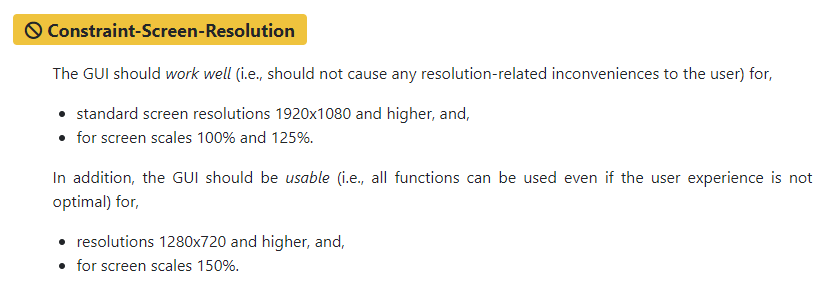 Constraint-Screen-Resolution
The GUI should work well (i.e., should not cause any resolution-related inconveniences to the user) for,
• standard screen resolutions 1920x1080 and higher, and,
• for screen scales 100% and 125%.
In addition, the GUI should be usable (i.e., all functions can be used even if the user experience is not
optimal) for,
• resolutions 1280x720 and higher, and,
• for screen scales 150%.